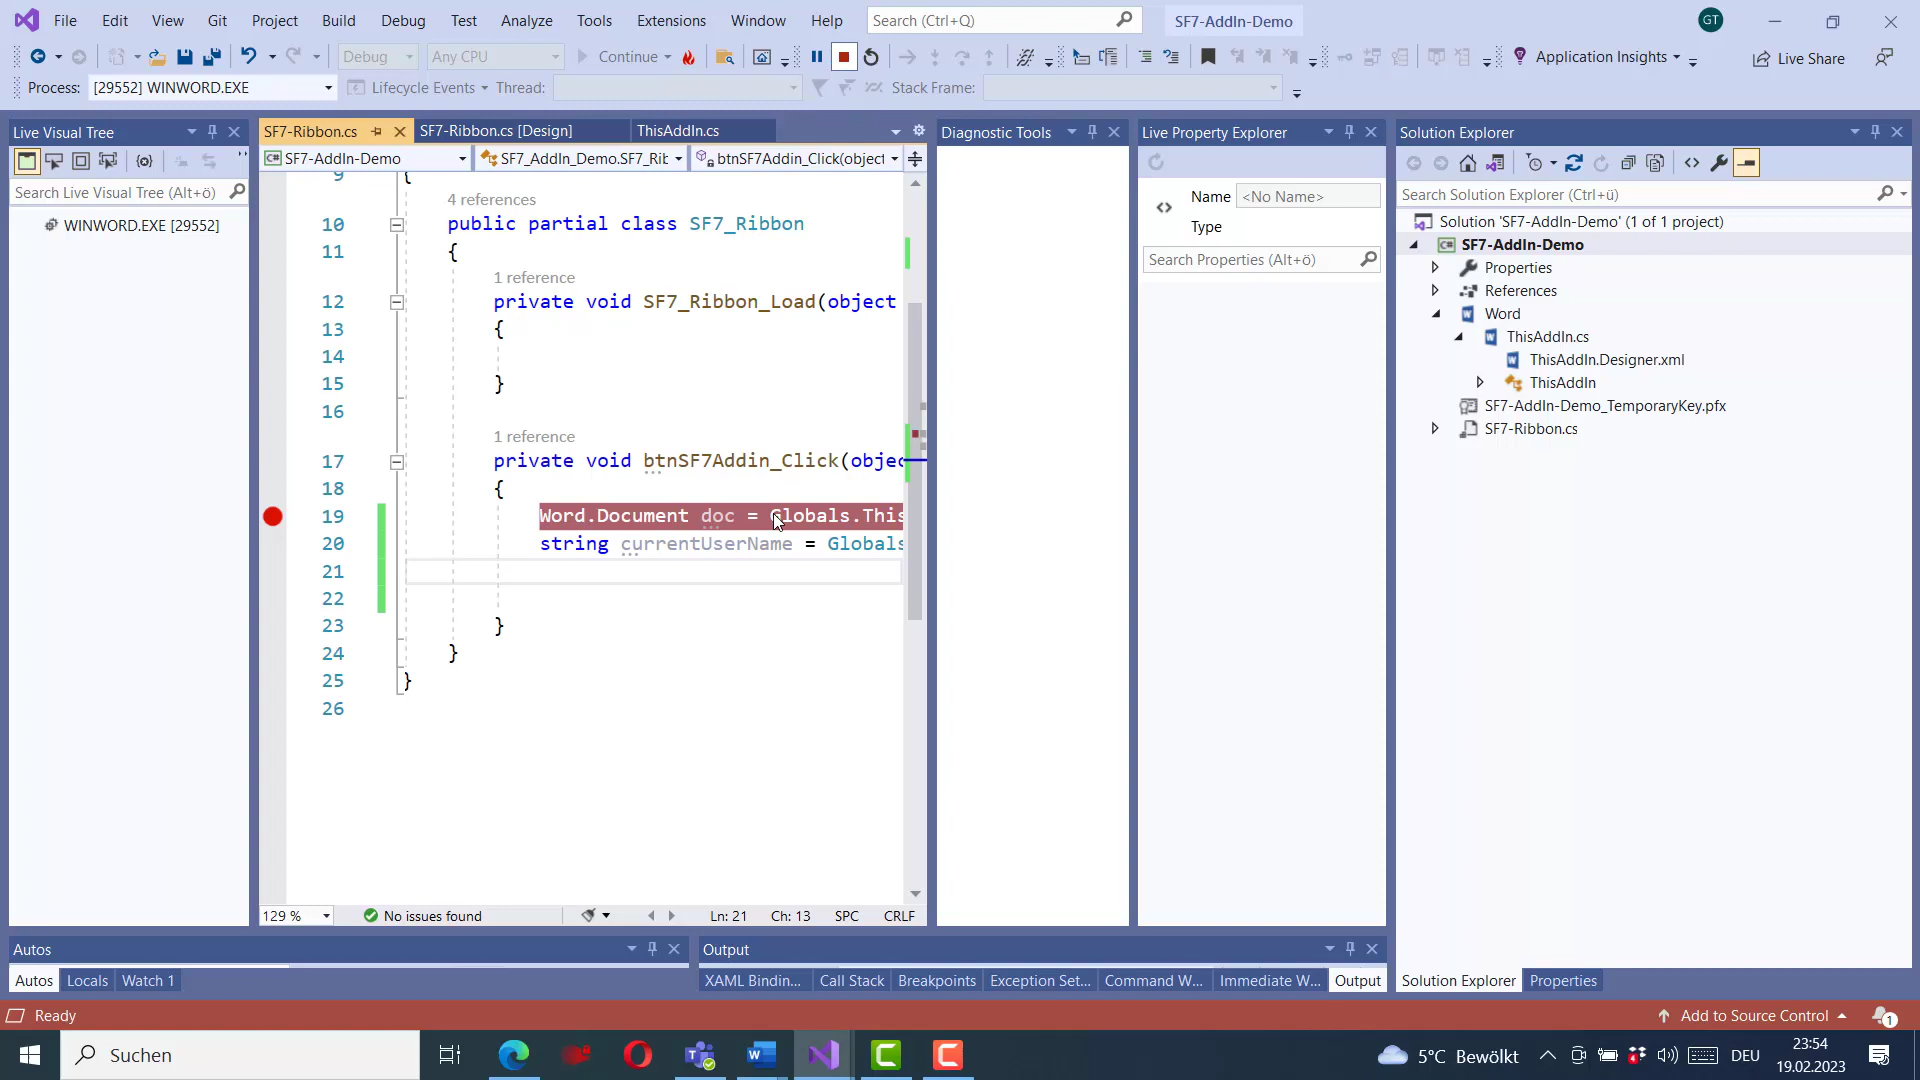 File Edit View Git Project Build Debug Test Analyze Tools Extensions Window Help Search (Ctrl+Q) SF7-AddIn-Demo GT
Debug Any CPU Continue Application Insights Live Share
Process: [29552] WINWORD.EXE Lifecycle Events Thread: Stack Frame:
Live Visual Tree
Search Live Visual Tree (Alt+ö)
WINWORD.EXE [29552]
SF7-Ribbon.cs SF7-Ribbon.cs [Design] ThisAddIn.cs
SF7-AddIn-Demo SF7_AddIn_Demo.SF7_Rib btnSF7Addin_Click(object
9 {
4 references
10 public partial class SF7_Ribbon
11 {
1 reference
12 private void SF7_Ribbon_Load(object
13 {
14
15 }
16
1 reference
17 private void btnSF7Addin_Click(objec
18 {
19 Word.Document doc = Globals.This
20 string currentUserName = Globals
21
22
23 }
24 }
25 }
26
129 % No issues found Ln: 21 Ch: 13 SPC CRLF
Diagnostic Tools
Live Property Explorer
Name <No Name>
Type
Search Properties (Alt+ö)
Solution Explorer
Search Solution Explorer (Ctrl+ü)
Solution 'SF7-AddIn-Demo' (1 of 1 project)
C# SF7-AddIn-Demo
Properties
References
Word
ThisAddIn.cs
ThisAddIn.Designer.xml
ThisAddIn
SF7-AddIn-Demo_TemporaryKey.pfx
SF7-Ribbon.cs
Autos
Autos Locals Watch 1
Output
XAML Bindin... Call Stack Breakpoints Exception Set... Command W... Immediate W... Output
Solution Explorer Properties
Ready Add to Source Control 1
Suchen 5°C Bewölkt DEU 23:54
19.02.2023